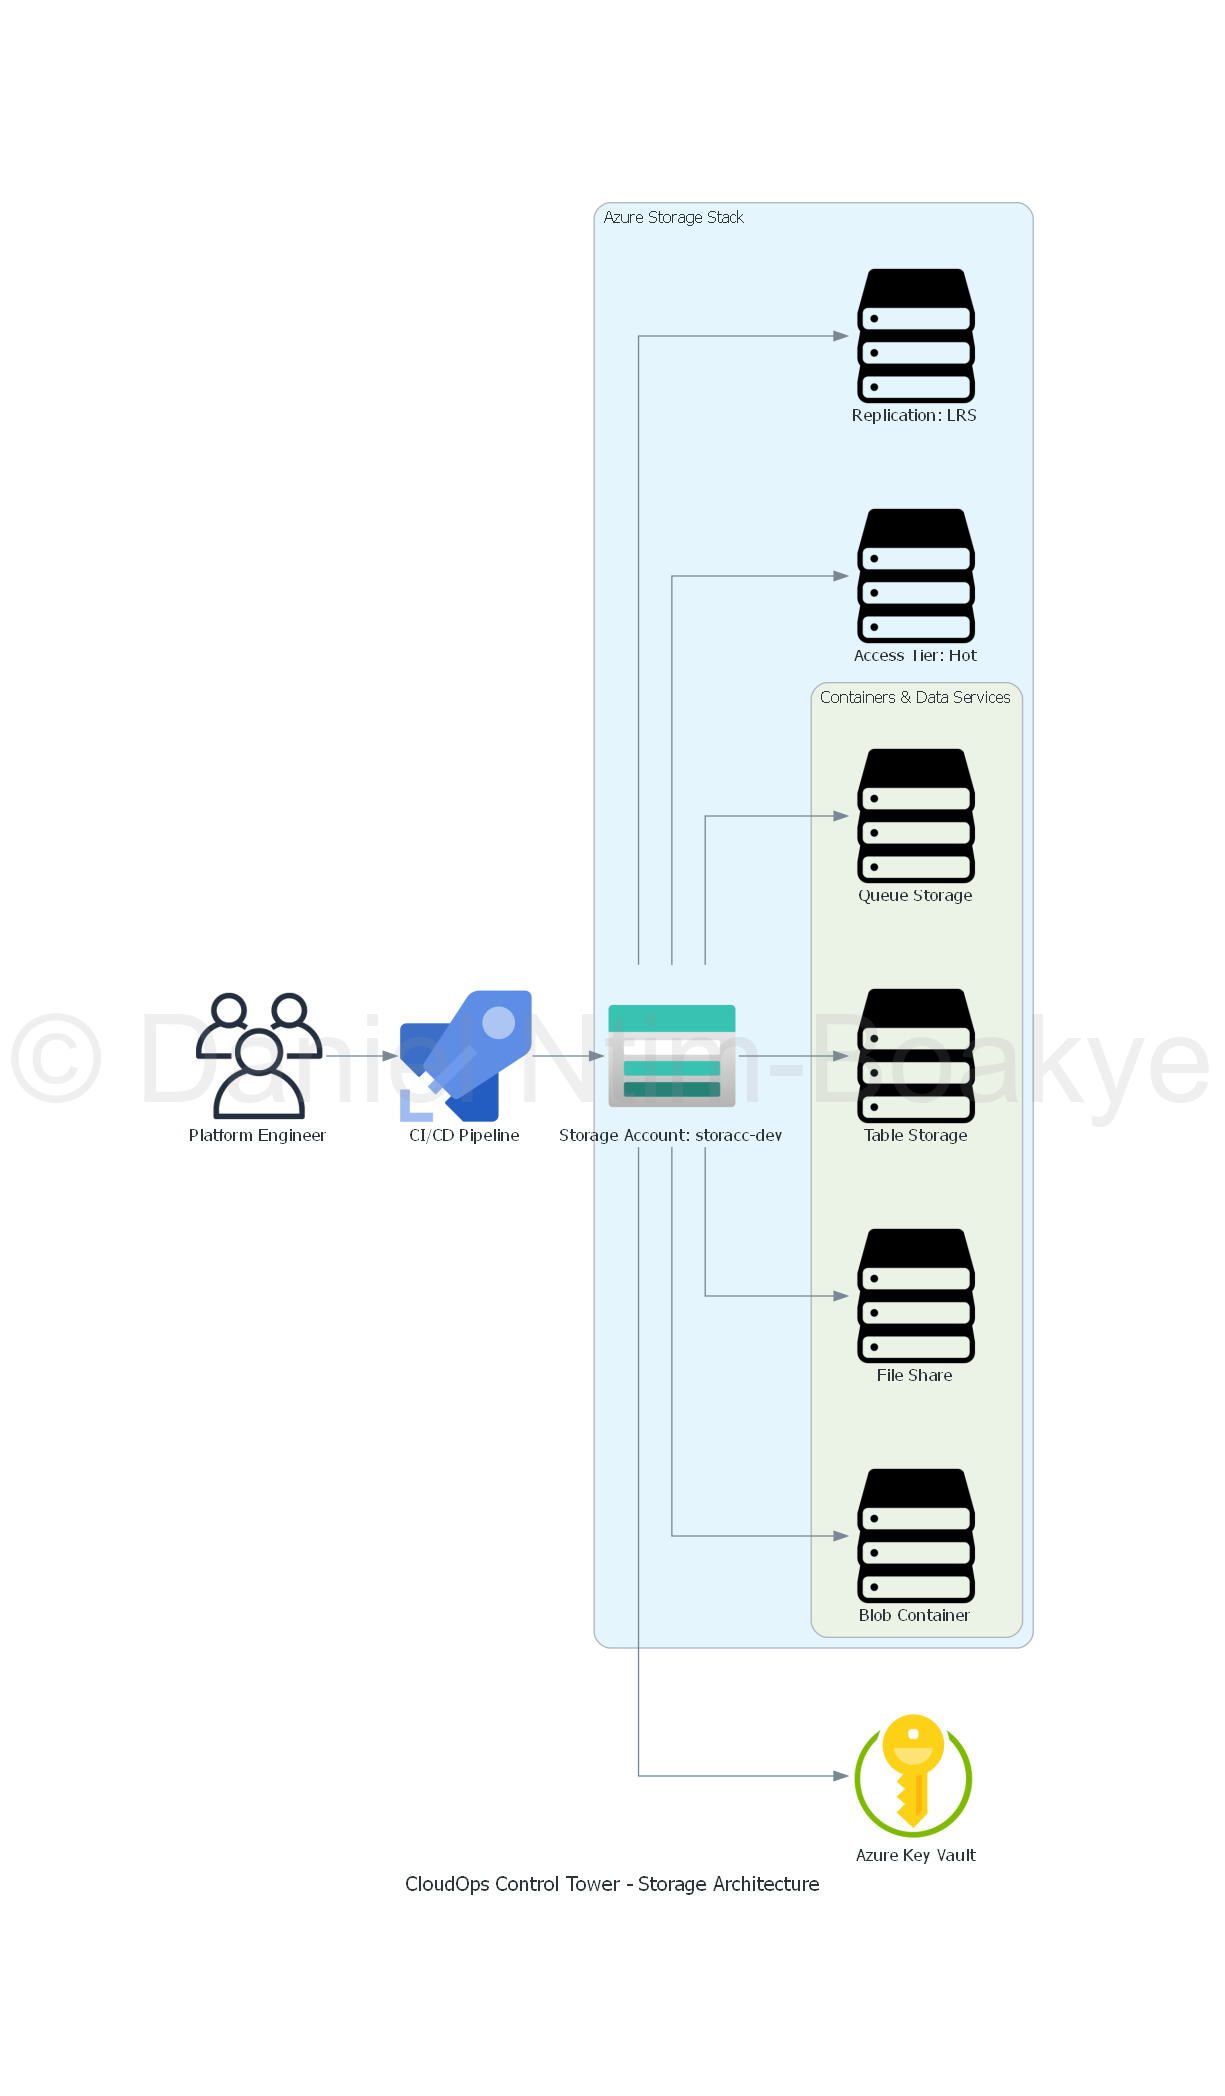 Azure Storage Stack
Replication: LRS
Access Tier: Hot
Containers & Data Services
Queue Storage
© Daniel Ntim-Boakye
Platform Engineer
CI/CD Pipeline
Storage Account: storacc-dev
Table Storage
File Share
Blob Container
Azure Key Vault
CloudOps Control Tower - Storage Architecture